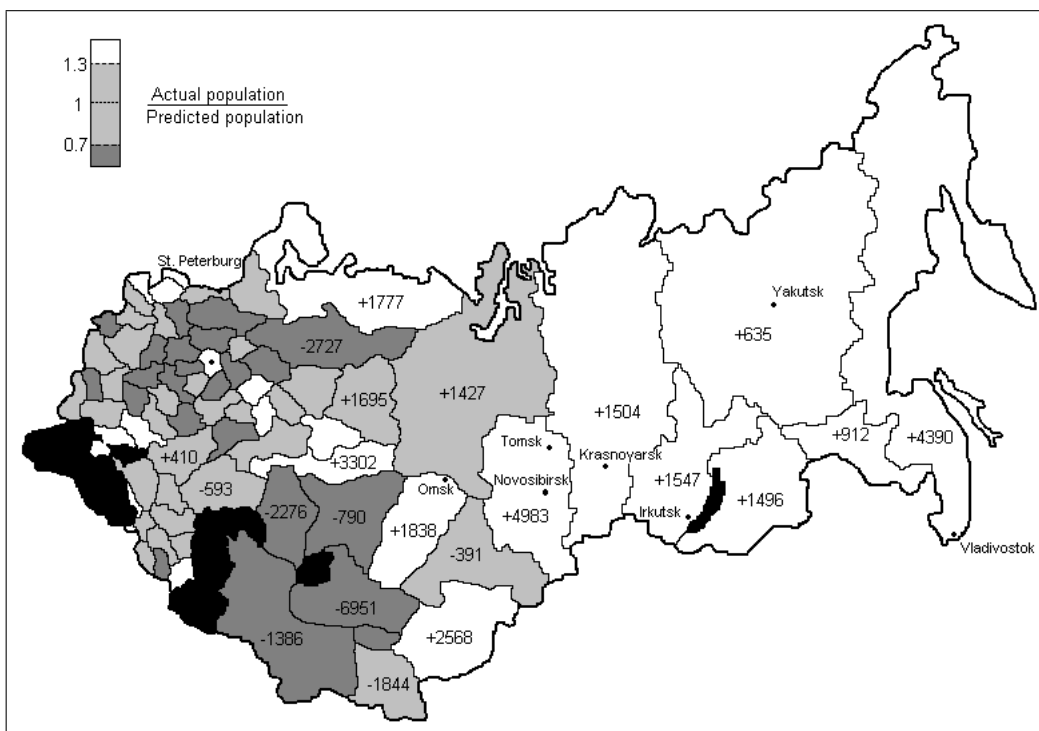 1.3
1
0.7
Actual population
Predicted population
St. Peterburg
Yakutsk
+1777
+635
-2727
+1695
+1427
+1504
+912
+4390
Tomsk
+410
+3302
Krasnoyarsk
Omsk
Novosibirsk
+1547
-593
+1496
-2276
-790
+1838
+4983
Irkutsk
-391
Vladivostok
-6951
-1386
+2568
-1844